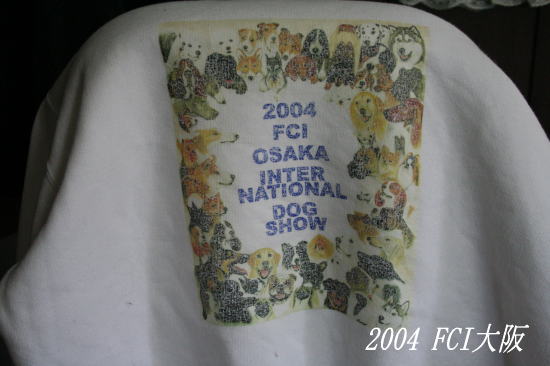 2004
FCI
OSAKA
INTER
NATIONAL
DOG
SHOW
2004 FCI大阪